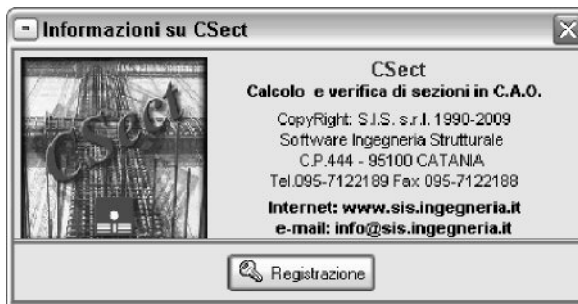 Informazioni su CSect
CSect
CSect
Calcolo e verifica di sezioni in C.A.O.
CopyRight: S.I.S. s.r.l. 1990-2009
Software Ingegneria Strutturale
C.P.444 - 95100 CATANIA
Tel.095-7122189 Fax 095-7122188
Internet: www.sis.ingegneria.it
e-mail: info@sis.ingegneria.it
Registrazione